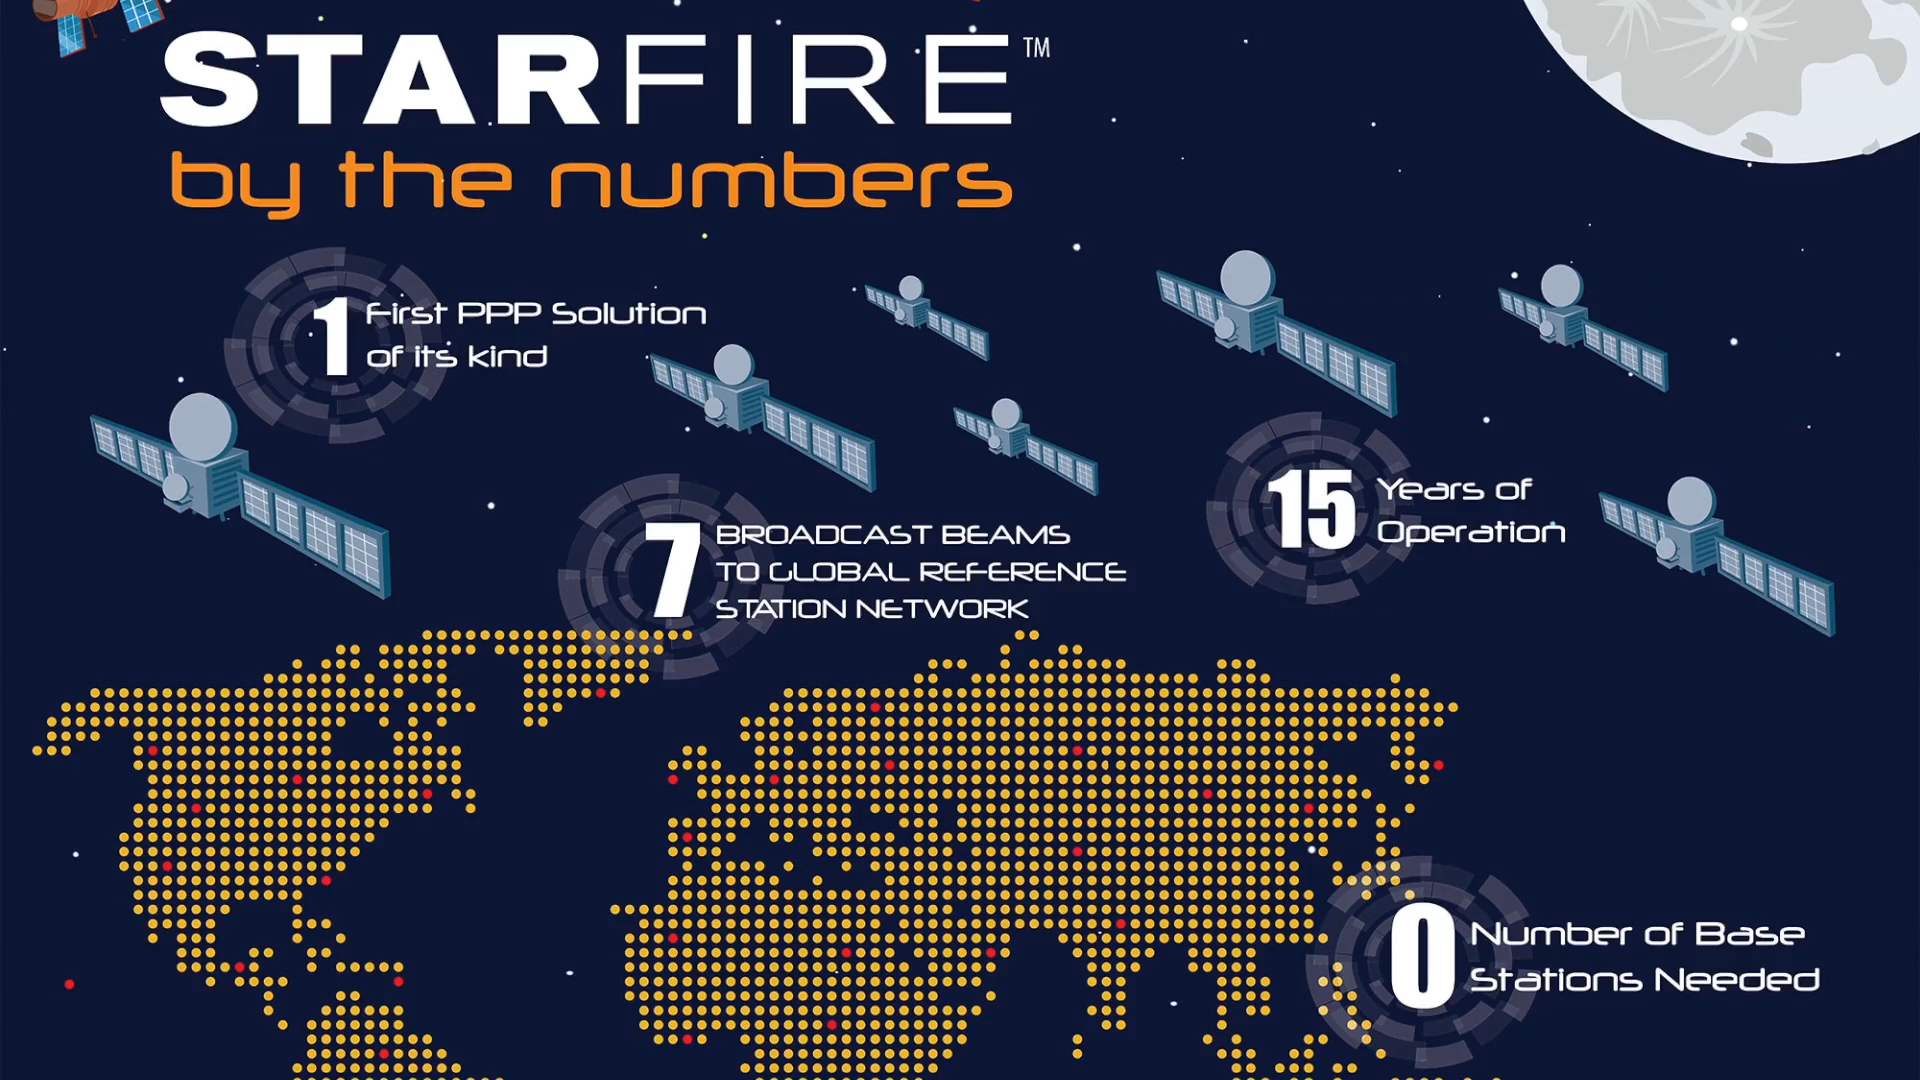 STARFIRE™
by the numbers
1 First PPP Solution
of its kind
7 BROADCAST BEAMS
TO GLOBAL REFERENCE
STATION NETWORK
15 Years of
Operation
0 Number of Base
Stations Needed